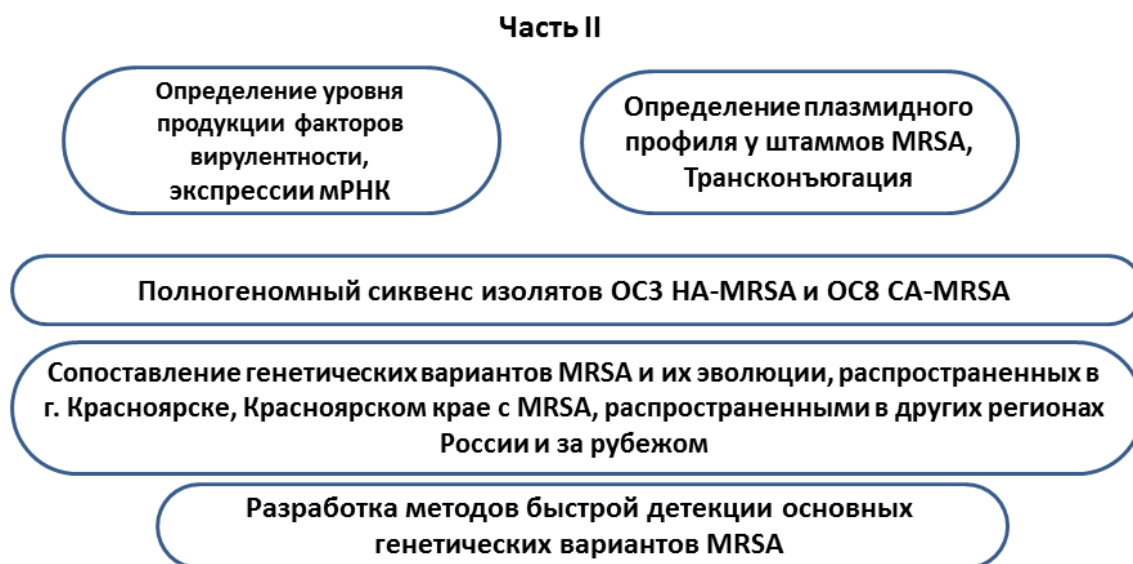 Часть II
Определение уровня
продукции факторов
вирулентности,
экспрессии мРНК
Определение плазмидного
профиля у штаммов MRSA,
Трансконъюгация
Полногеномный сиквенс изолятов ОС3 HA-MRSA и ОС8 CA-MRSA
Сопоставление генетических вариантов MRSA и их эволюции, распространенных в
г. Красноярске, Красноярском крае с MRSA, распространенными в других регионах
России и за рубежом
Разработка методов быстрой детекции основных
генетических вариантов MRSA